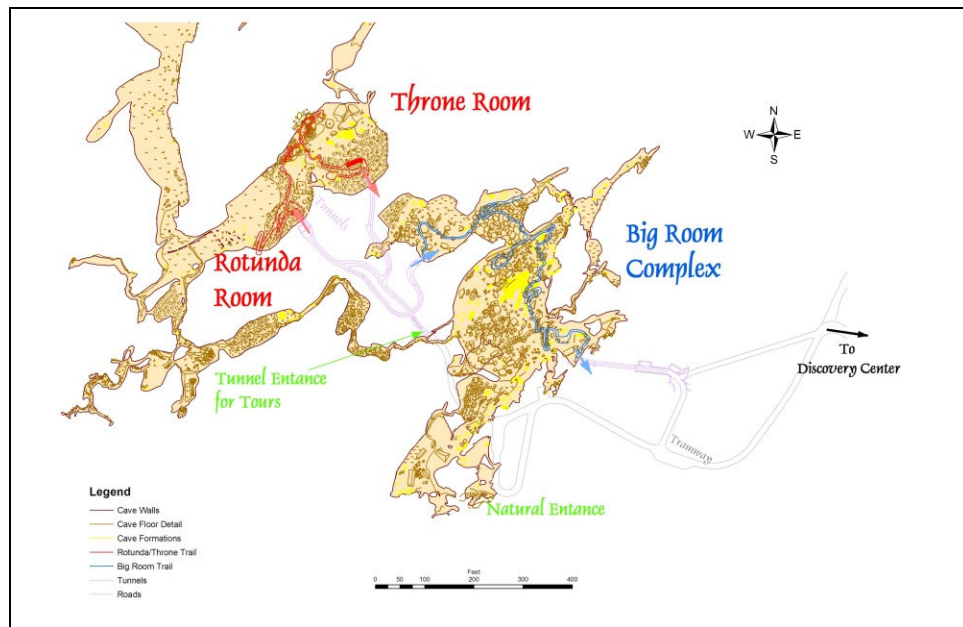 Throne Room
N
W E
S
Tunnels
Big Room
Complex
Rotunda
Room
To
Discovery Center
Tunnel Entance
for Tours
Tramway
Natural Entance
Legend
Cave Walls
Cave Floor Detail
Cave Formations
Rotunda/Throne Trail
Big Room Trail
Tunnels
Roads
Feet
0 50 100 200 300 400